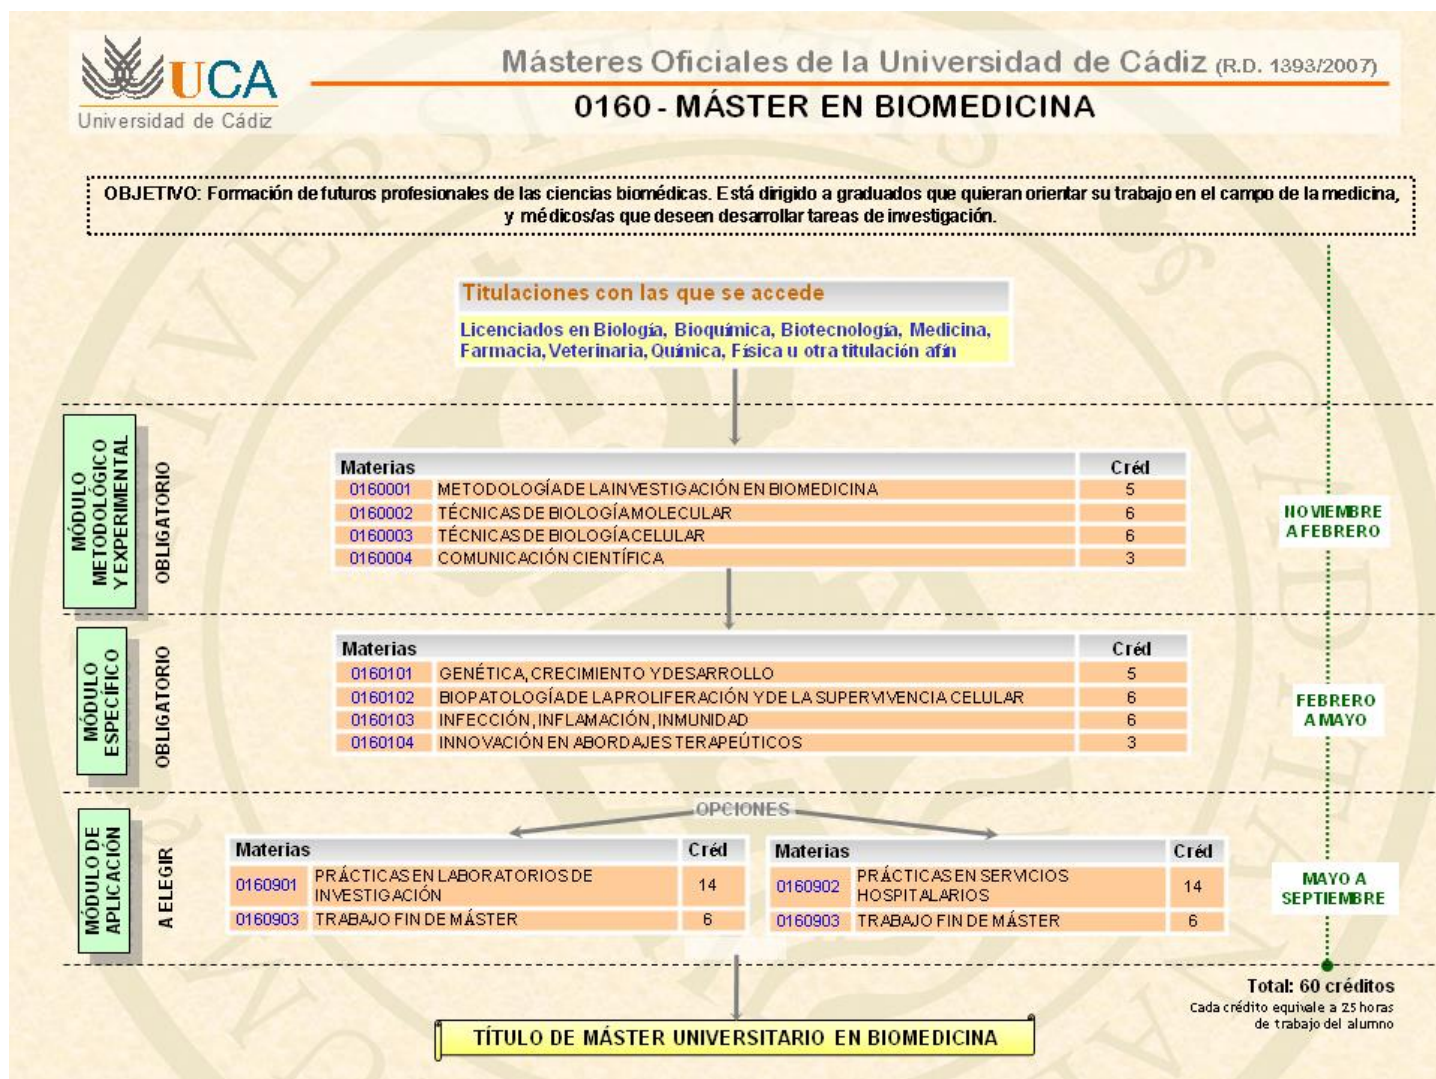 UCA
Universidad de Cádiz
Másteres Oficiales de la Universidad de Cádiz (R.D. 1393/2007)
0160 - MÁSTER EN BIOMEDICINA
OBJETIVO: Formación de futuros profesionales de las ciencias biomédicas. Está dirigido a graduados que quieran orientar su trabajo en el campo de la medicina,
y médicos/as que deseen desarrollar tareas de investigación.
Titulaciones con las que se accede
Licenciados en Biología, Bioquímica, Biotecnología, Medicina,
Farmacia, Veterinaria, Química, Física u otra titulación afín
MÓDULO
METODOLÓGICO
Y EXPERIMENTAL
OBLIGATORIO
Materias Créd
0160001 METODOLOGÍA DE LA INVESTIGACIÓN EN BIOMEDICINA 5
0160002 TÉCNICAS DE BIOLOGÍA MOLECULAR 6
0160003 TÉCNICAS DE BIOLOGÍA CELULAR 6
0160004 COMUNICACIÓN CIENTÍFICA 3
NOVIEMBRE
A FEBRERO
MÓDULO
ESPECÍFICO
OBLIGATORIO
Materias Créd
0160101 GENÉTICA, CRECIMIENTO Y DESARROLLO 5
0160102 BIOPATOLOGÍA DE LA PROLIFERACIÓN Y DE LA SUPERVIVENCIA CELULAR 6
0160103 INFECCIÓN, INFLAMACIÓN, INMUNIDAD 6
0160104 INNOVACIÓN EN ABORDAJES TERAPEÚTICOS 3
FEBRERO
A MAYO
MÓDULO DE
APLICACIÓN
A ELEGIR
OPCIONES
Materias Créd
0160901 PRÁCTICAS EN LABORATORIOS DE
INVESTIGACIÓN 14
0160903 TRABAJO FIN DE MÁSTER 6
Materias Créd
0160902 PRÁCTICAS EN SERVICIOS
HOSPITALARIOS 14
0160903 TRABAJO FIN DE MÁSTER 6
MAYO A
SEPTIEMBRE
Total: 60 créditos
Cada crédito equivale a 25 horas
de trabajo del alumno
TÍTULO DE MÁSTER UNIVERSITARIO EN BIOMEDICINA